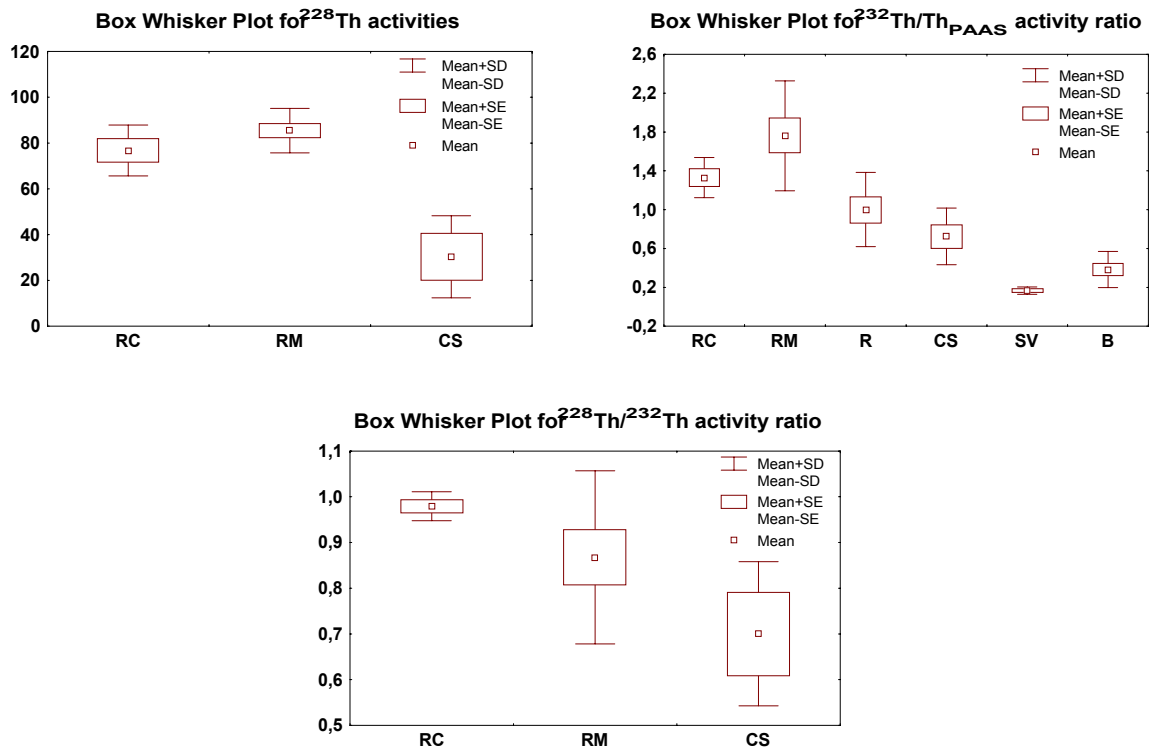 Box Whisker Plot for ²²⁸Th activities
120
100
80
60
40
20
0
RC RM CS
Mean+SD
Mean-SD
Mean+SE
Mean-SE
Mean
Box Whisker Plot for ²³²Th/Th_PAAS activity ratio
2,6
2,2
1,8
1,4
1,0
0,6
0,2
-0,2
RC RM R CS SV B
Mean+SD
Mean-SD
Mean+SE
Mean-SE
Mean
Box Whisker Plot for ²²⁸Th/²³²Th activity ratio
1,1
1,0
0,9
0,8
0,7
0,6
0,5
RC RM CS
Mean+SD
Mean-SD
Mean+SE
Mean-SE
Mean